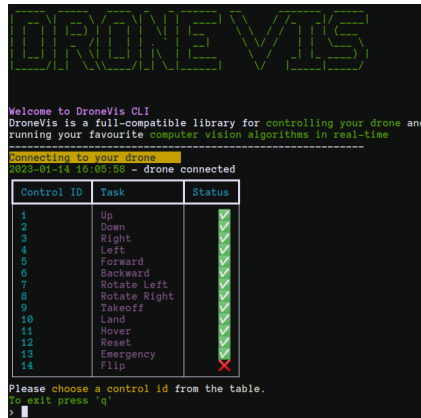 DRONEVIS
Welcome to DroneVis CLI
DroneVis is a full-compatible library for controlling your drone and
running your favourite computer vision algorithms in real-time
Connecting to your drone
2023-01-14 16:05:58 – drone connected
Control ID Task Status
1 Up ✅
2 Down ✅
3 Right ✅
4 Left ✅
5 Forward ✅
6 Backward ✅
7 Rotate Left ✅
8 Rotate Right ✅
9 Takeoff ✅
10 Land ✅
11 Hover ✅
12 Reset ✅
13 Emergency ✅
14 Flip ❌
Please choose a control id from the table.
To exit press 'q'
>